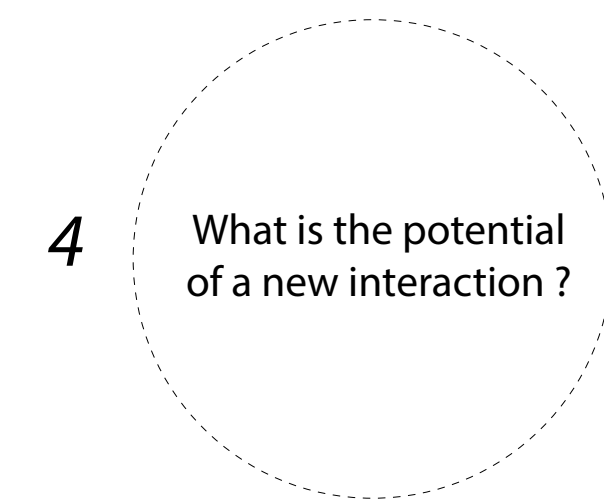 4
What is the potential
of a new interaction ?